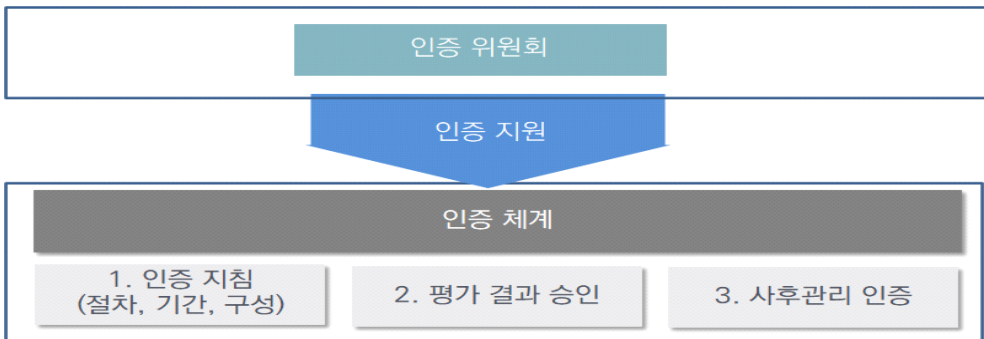 인증 위원회
인증 지원
인증 체계
1. 인증 지침
(절차, 기간, 구성)
2. 평가 결과 승인
3. 사후관리 인증